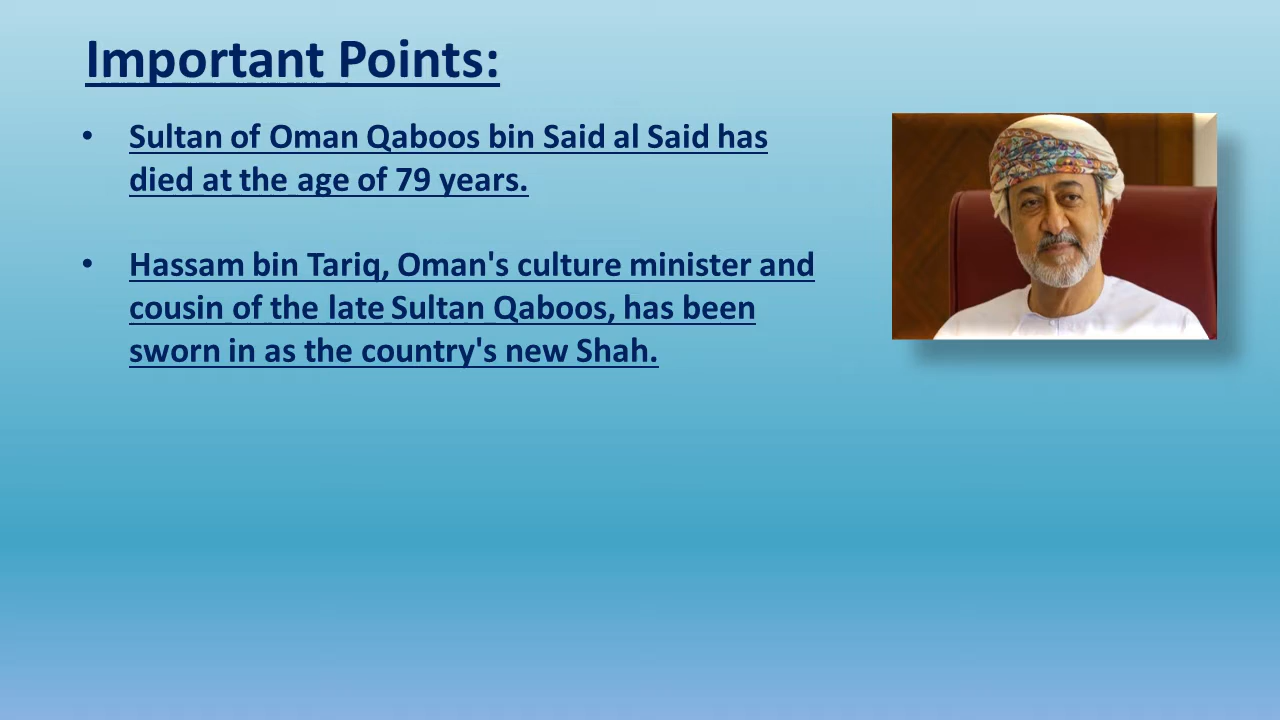 Important Points:
• Sultan of Oman Qaboos bin Said al Said has
died at the age of 79 years.
• Hassam bin Tariq, Oman's culture minister and
cousin of the late Sultan Qaboos, has been
sworn in as the country's new Shah.